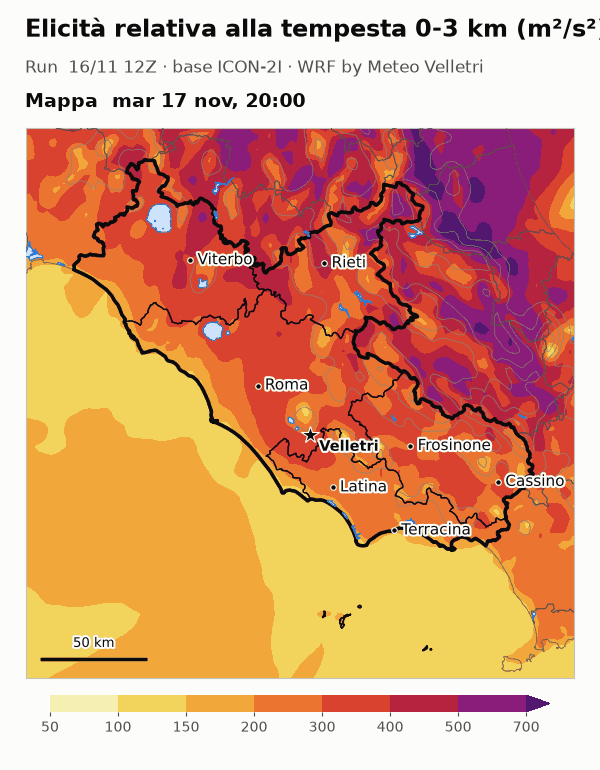 Elicità relativa alla tempesta 0-3 km (m²/s²)
Run 16/11 12Z · base ICON-2I · WRF by Meteo Velletri
Mappa mar 17 nov, 20:00
Viterbo
Rieti
Roma
Velletri
Frosinone
Latina
Cassino
Terracina
50 km
50 100 150 200 300 400 500 700